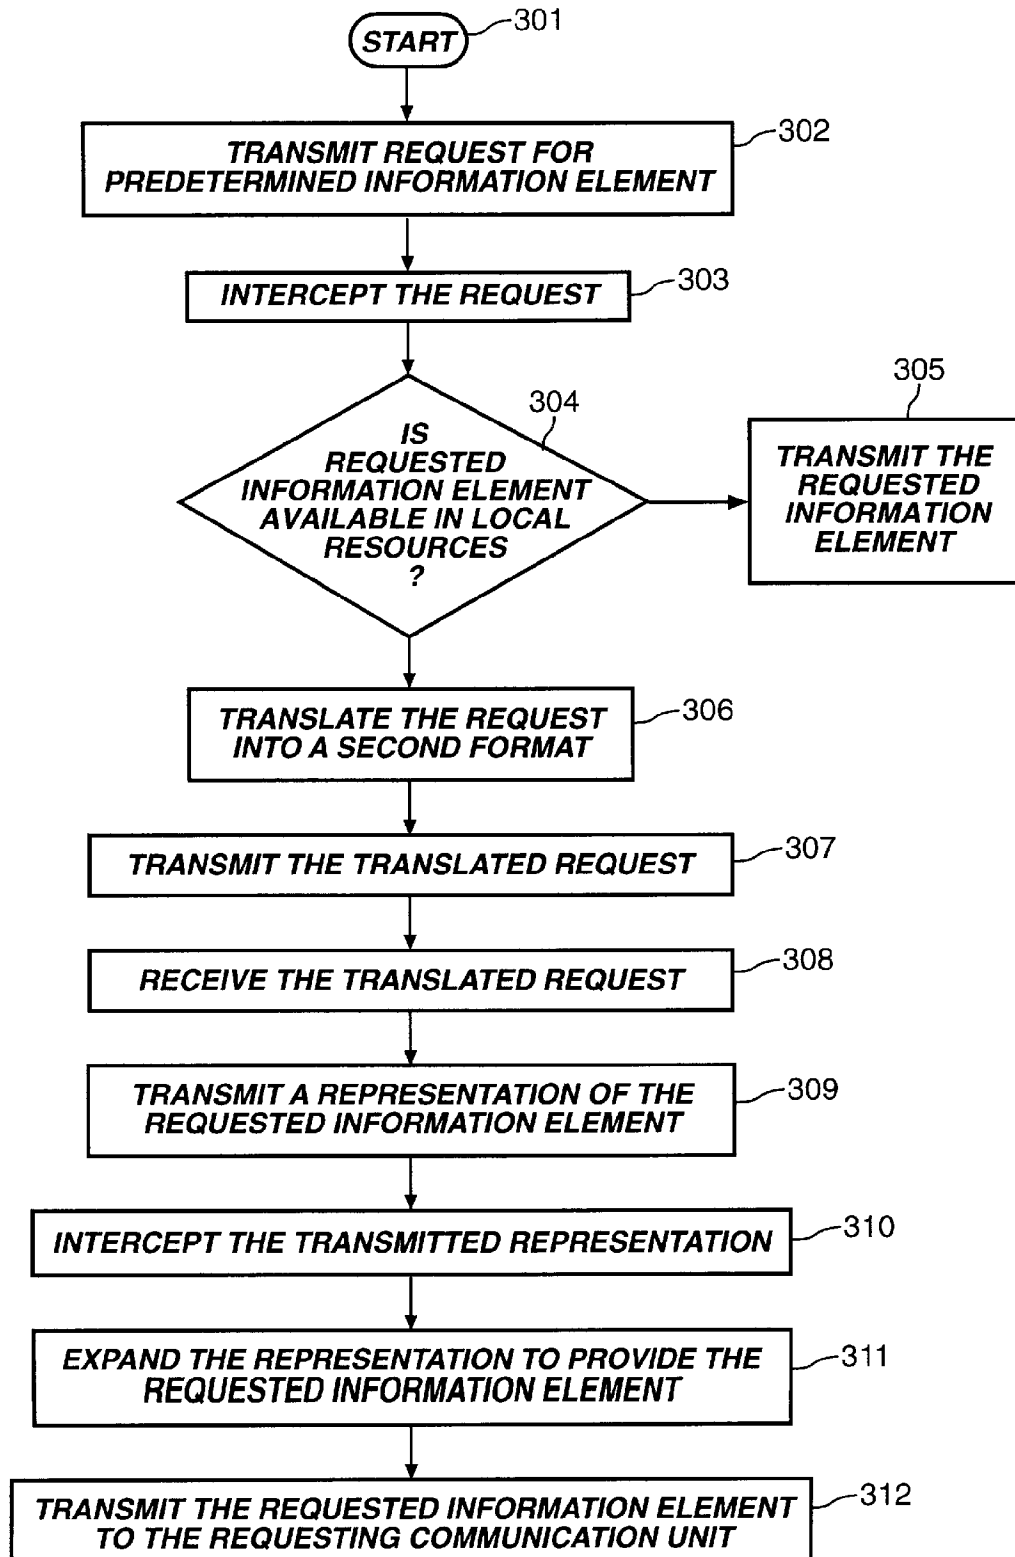 START
301
TRANSMIT REQUEST FOR
PREDETERMINED INFORMATION ELEMENT
302
INTERCEPT THE REQUEST
303
304
IS
REQUESTED
INFORMATION ELEMENT
AVAILABLE IN LOCAL
RESOURCES
?
305
TRANSMIT THE
REQUESTED
INFORMATION
ELEMENT
TRANSLATE THE REQUEST
INTO A SECOND FORMAT
306
TRANSMIT THE TRANSLATED REQUEST
307
RECEIVE THE TRANSLATED REQUEST
308
TRANSMIT A REPRESENTATION OF THE
REQUESTED INFORMATION ELEMENT
309
INTERCEPT THE TRANSMITTED REPRESENTATION
310
EXPAND THE REPRESENTATION TO PROVIDE THE
REQUESTED INFORMATION ELEMENT
311
TRANSMIT THE REQUESTED INFORMATION ELEMENT
TO THE REQUESTING COMMUNICATION UNIT
312